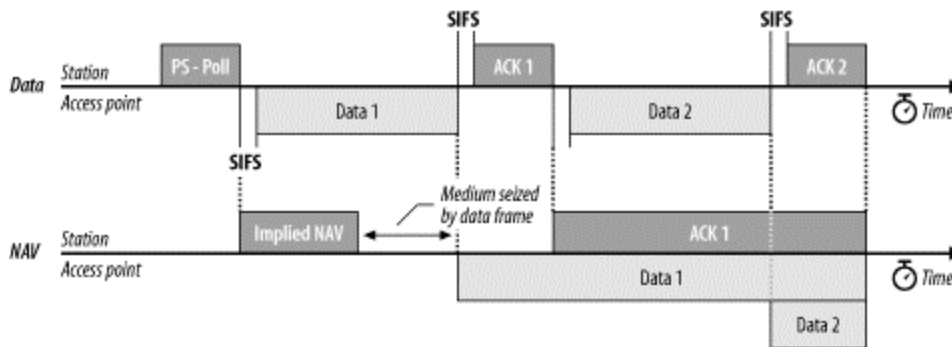 SIFS
SIFS
PS - Poll
ACK 1
ACK 2
Data
Station
Access point
Data 1
Data 2
Time
SIFS
Medium seized
by data frame
NAV
Station
Access point
Implied NAV
ACK 1
Data 1
Time
Data 2